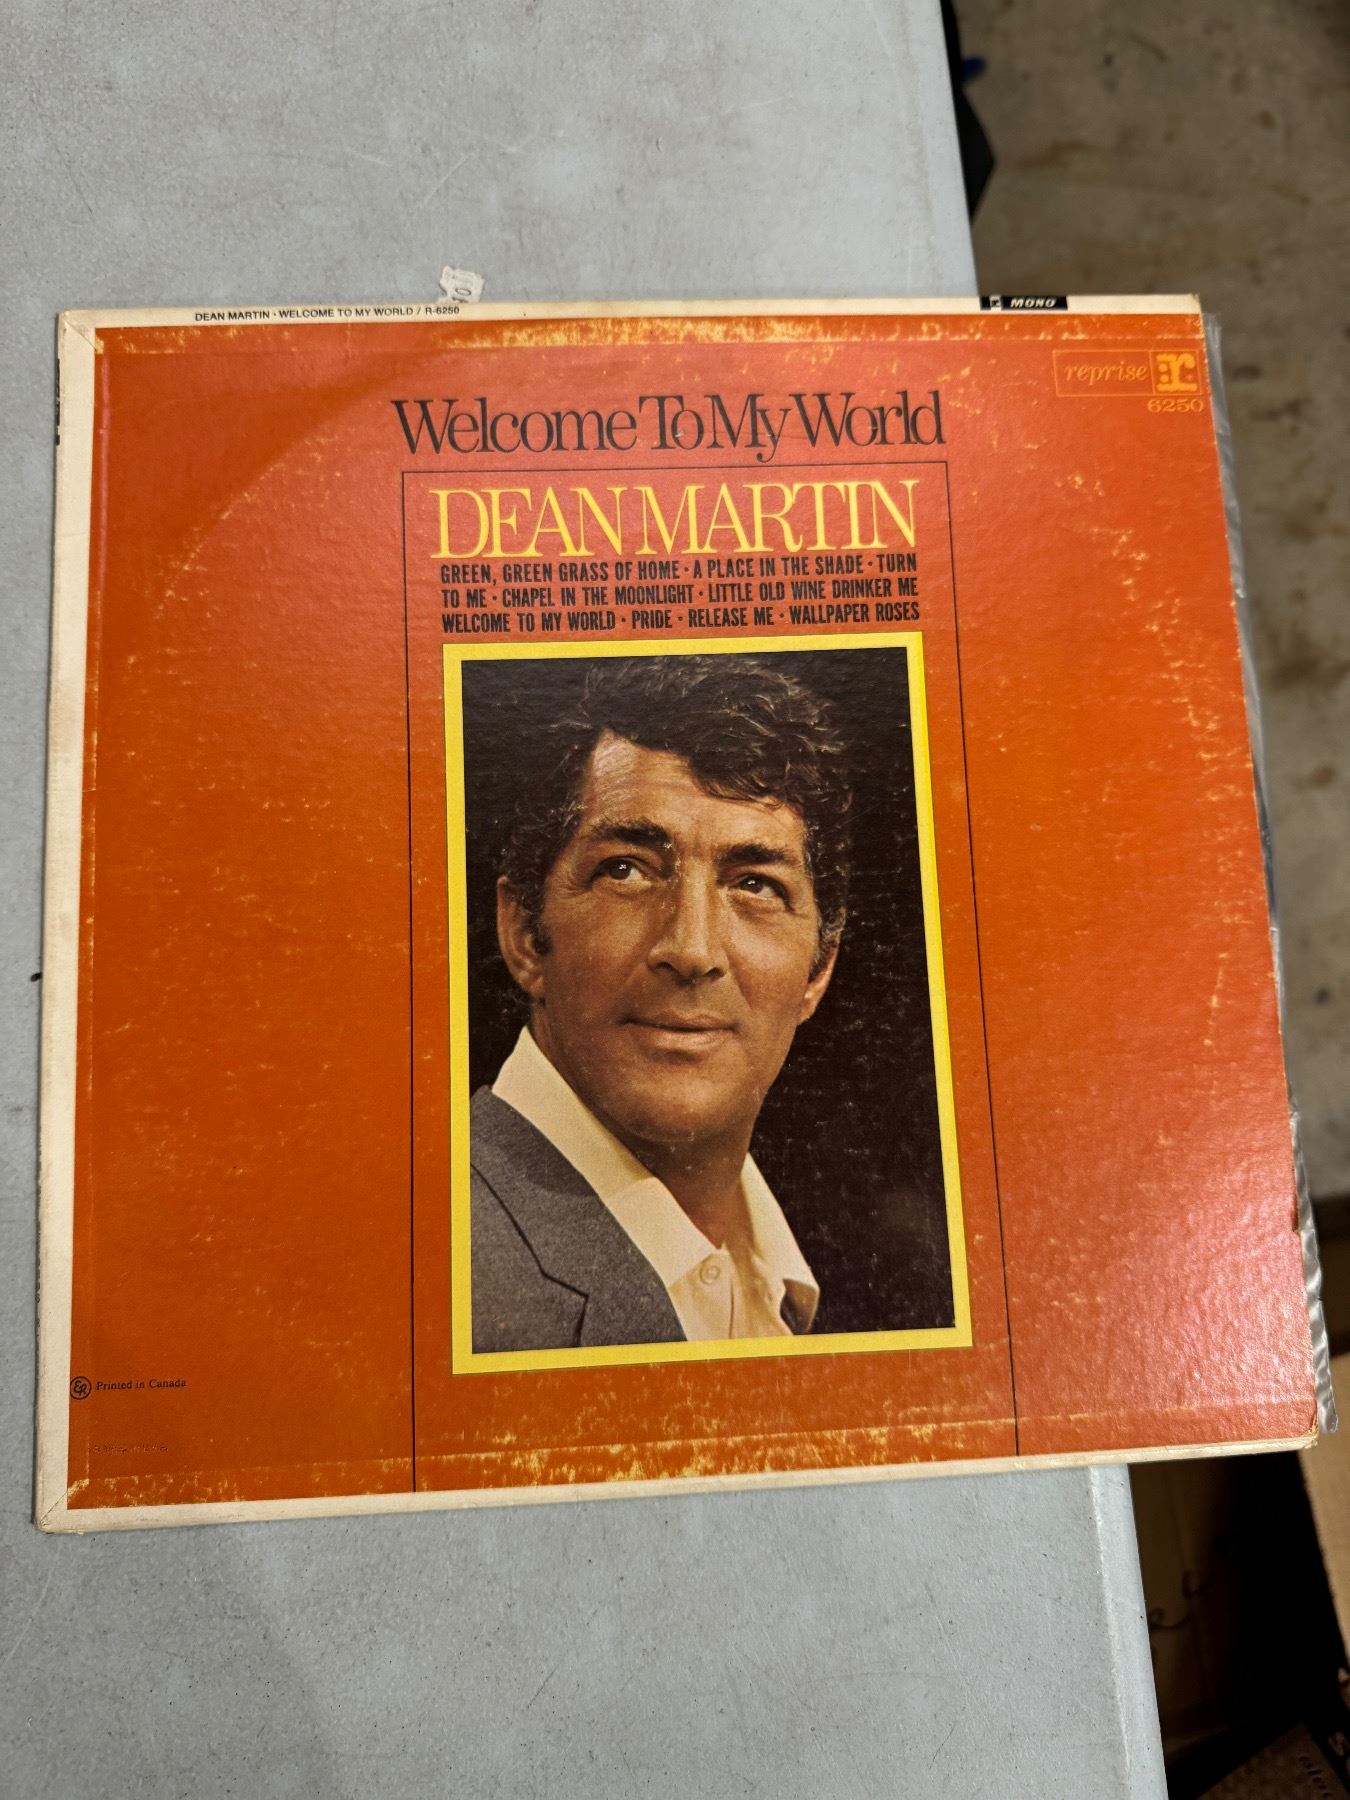 DEAN MARTIN · WELCOME TO MY WORLD / R-6250
MONO
reprise r:
6250
Welcome To My World
DEAN MARTIN
GREEN, GREEN GRASS OF HOME · A PLACE IN THE SHADE · TURN
TO ME · CHAPEL IN THE MOONLIGHT · LITTLE OLD WINE DRINKER ME
WELCOME TO MY WORLD · PRIDE · RELEASE ME · WALLPAPER ROSES
Printed in Canada